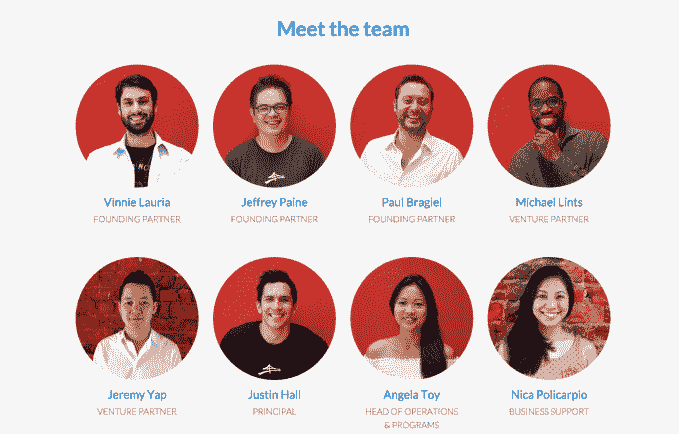 Meet the team
Vinnie Lauria
FOUNDING PARTNER
Jeffrey Paine
FOUNDING PARTNER
Paul Bragiel
FOUNDING PARTNER
Michael Lints
VENTURE PARTNER
Jeremy Yap
VENTURE PARTNER
Justin Hall
PRINCIPAL
Angela Toy
HEAD OF OPERATIONS
& PROGRAMS
Nica Policarpio
BUSINESS SUPPORT